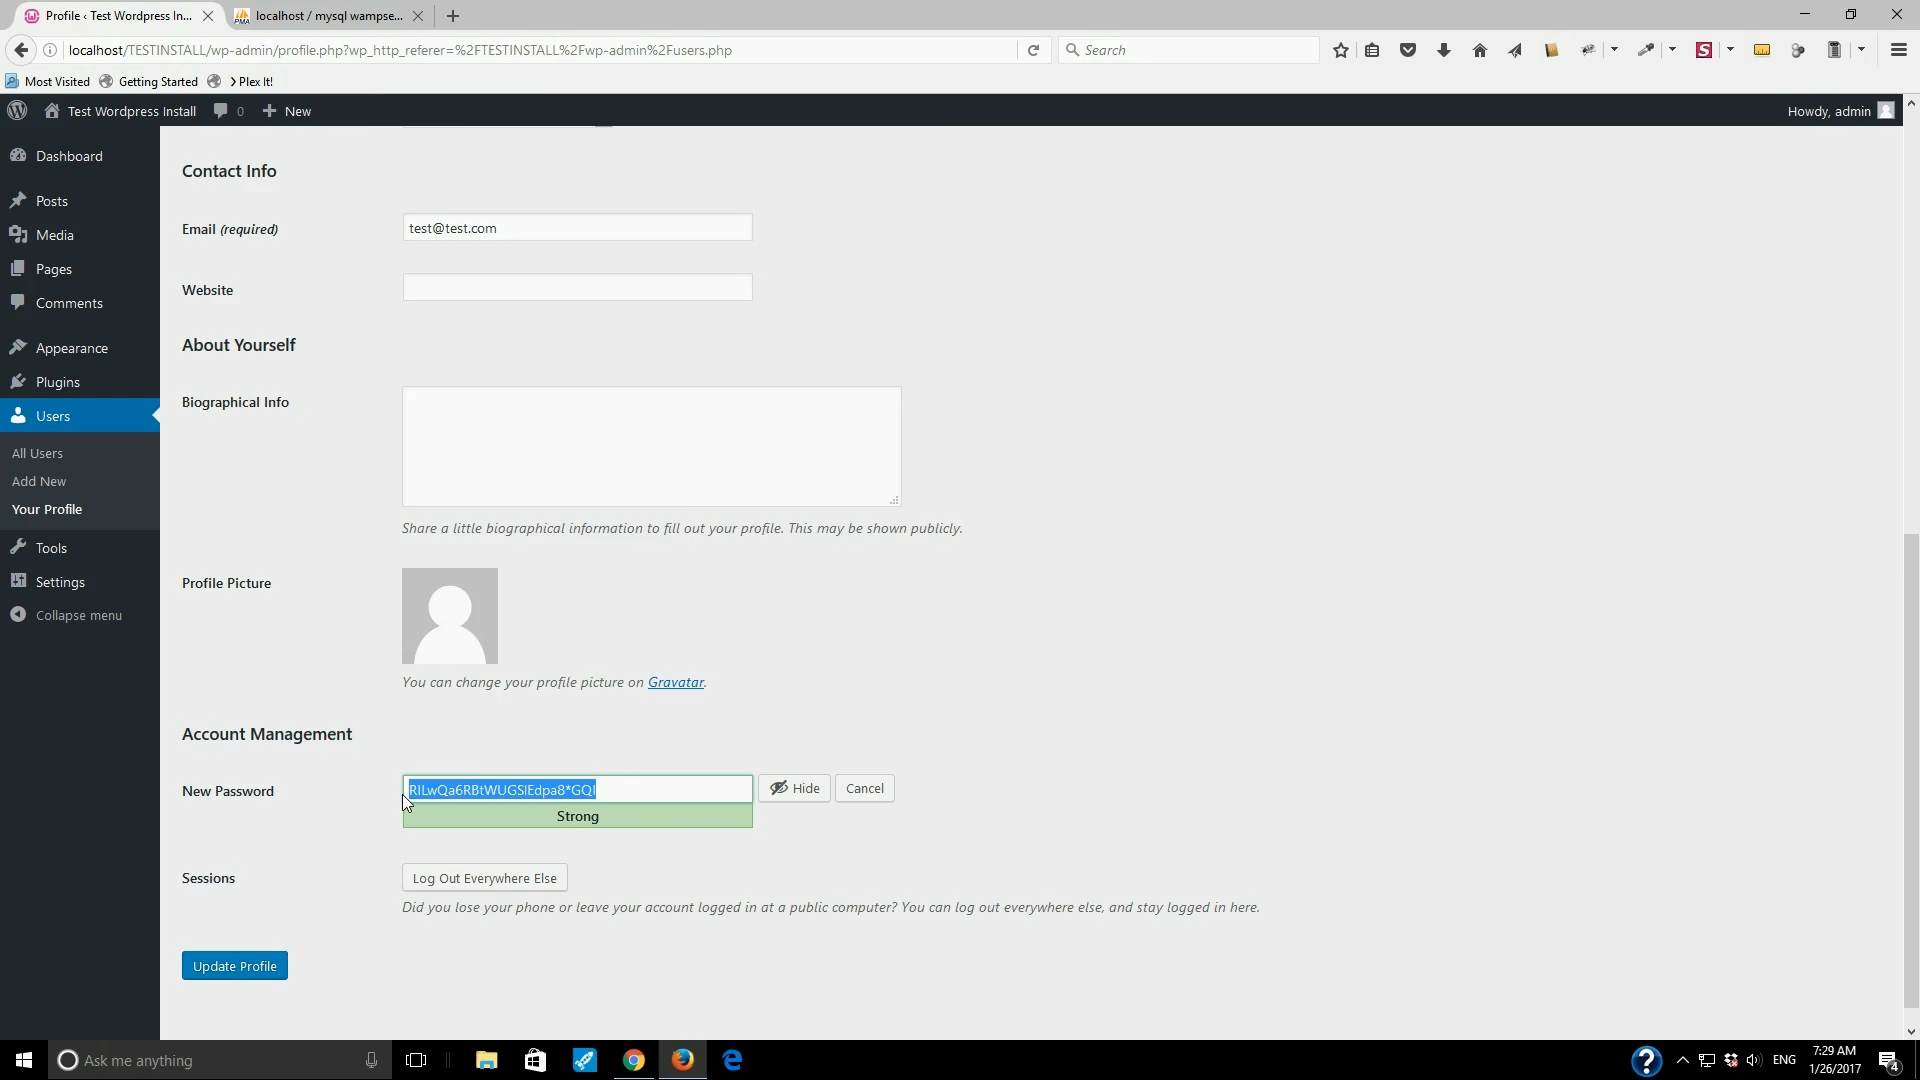 Profile ‹ Test Wordpress In...
localhost / mysql wampse...
localhost/TESTINSTALL/wp-admin/profile.php?wp_http_referer=%2FTESTINSTALL%2Fwp-admin%2Fusers.php
Search
Most Visited
Getting Started
Plex It!
Test Wordpress Install
0
New
Howdy, admin
Dashboard
Posts
Media
Pages
Comments
Appearance
Plugins
Users
All Users
Add New
Your Profile
Tools
Settings
Collapse menu
Contact Info
Email (required)
test@test.com
Website
About Yourself
Biographical Info
Share a little biographical information to fill out your profile. This may be shown publicly.
Profile Picture
You can change your profile picture on Gravatar.
Account Management
New Password
Hide
Cancel
Strong
Sessions
Log Out Everywhere Else
Did you lose your phone or leave your account logged in at a public computer? You can log out everywhere else, and stay logged in here.
Update Profile
Ask me anything
ENG
7:29 AM
1/26/2017
4